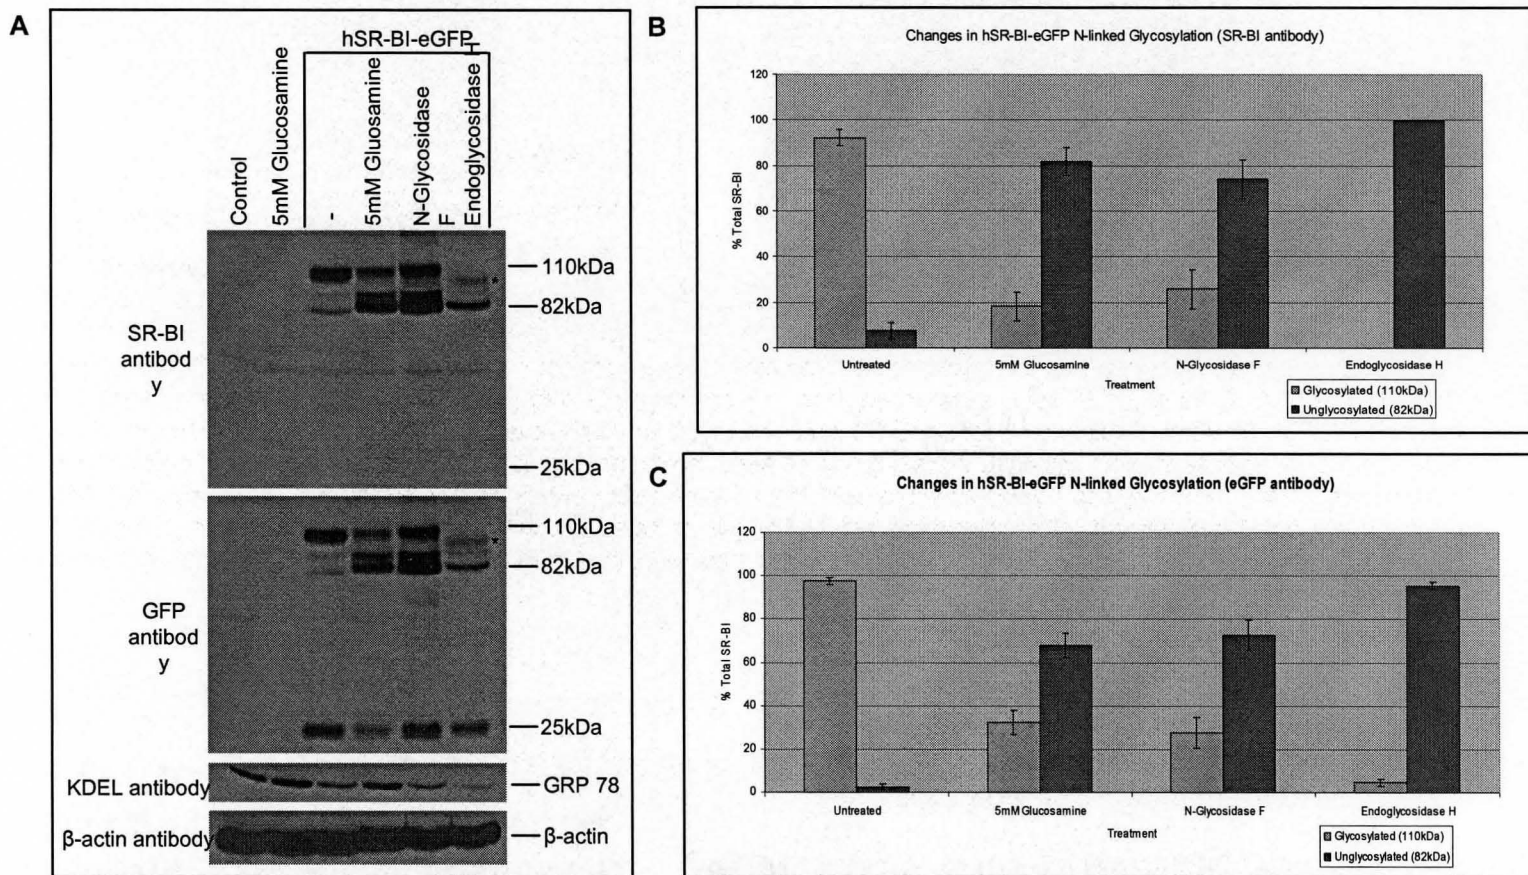 A
hSR-BI-eGFP
Control
5mM Glucosamine
-
5mM Gluosamine
N-Glycosidase
F
Endoglycosidase H
110kDa
*
82kDa
SR-BI
antibod
y
25kDa
110kDa
*
82kDa
GFP
antibod
y
25kDa
KDEL antibody
GRP 78
β-actin antibody
β-actin
B
Changes in hSR-BI-eGFP N-linked Glycosylation (SR-BI antibody)
120
100
80
60
40
20
0
% Total SR-BI
Untreated
5mM Glucosamine
N-Glycosidase F
Endoglycosidase H
Treatment
Glycosylated (110kDa)
Unglycosylated (82kDa)
C
Changes in hSR-BI-eGFP N-linked Glycosylation (eGFP antibody)
120
100
80
60
40
20
0
% Total SR-BI
Untreated
5mM Glucosamine
N-Glycosidase F
Endoglycosidase H
Treatment
Glycosylated (110kDa)
Unglycosylated (82kDa)